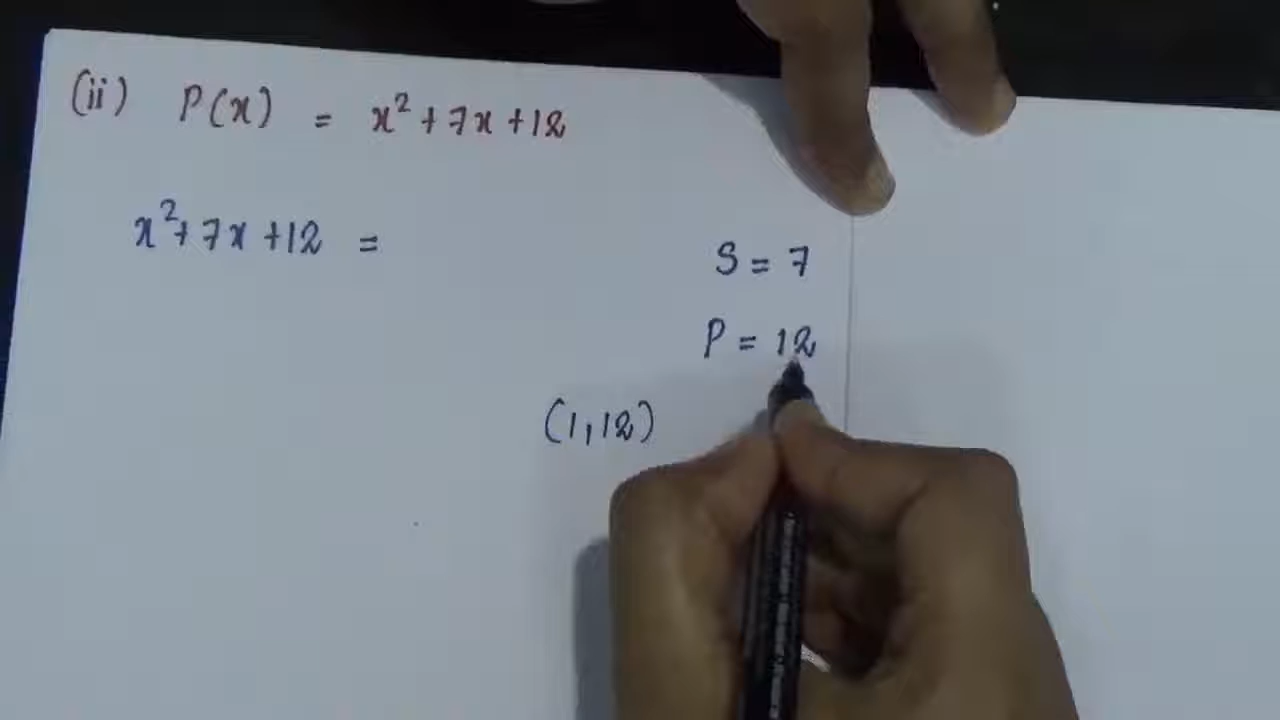 (ii) P(x) = x² + 7x + 12
x² + 7x + 12 =
S = 7
P = 12
(1, 12)